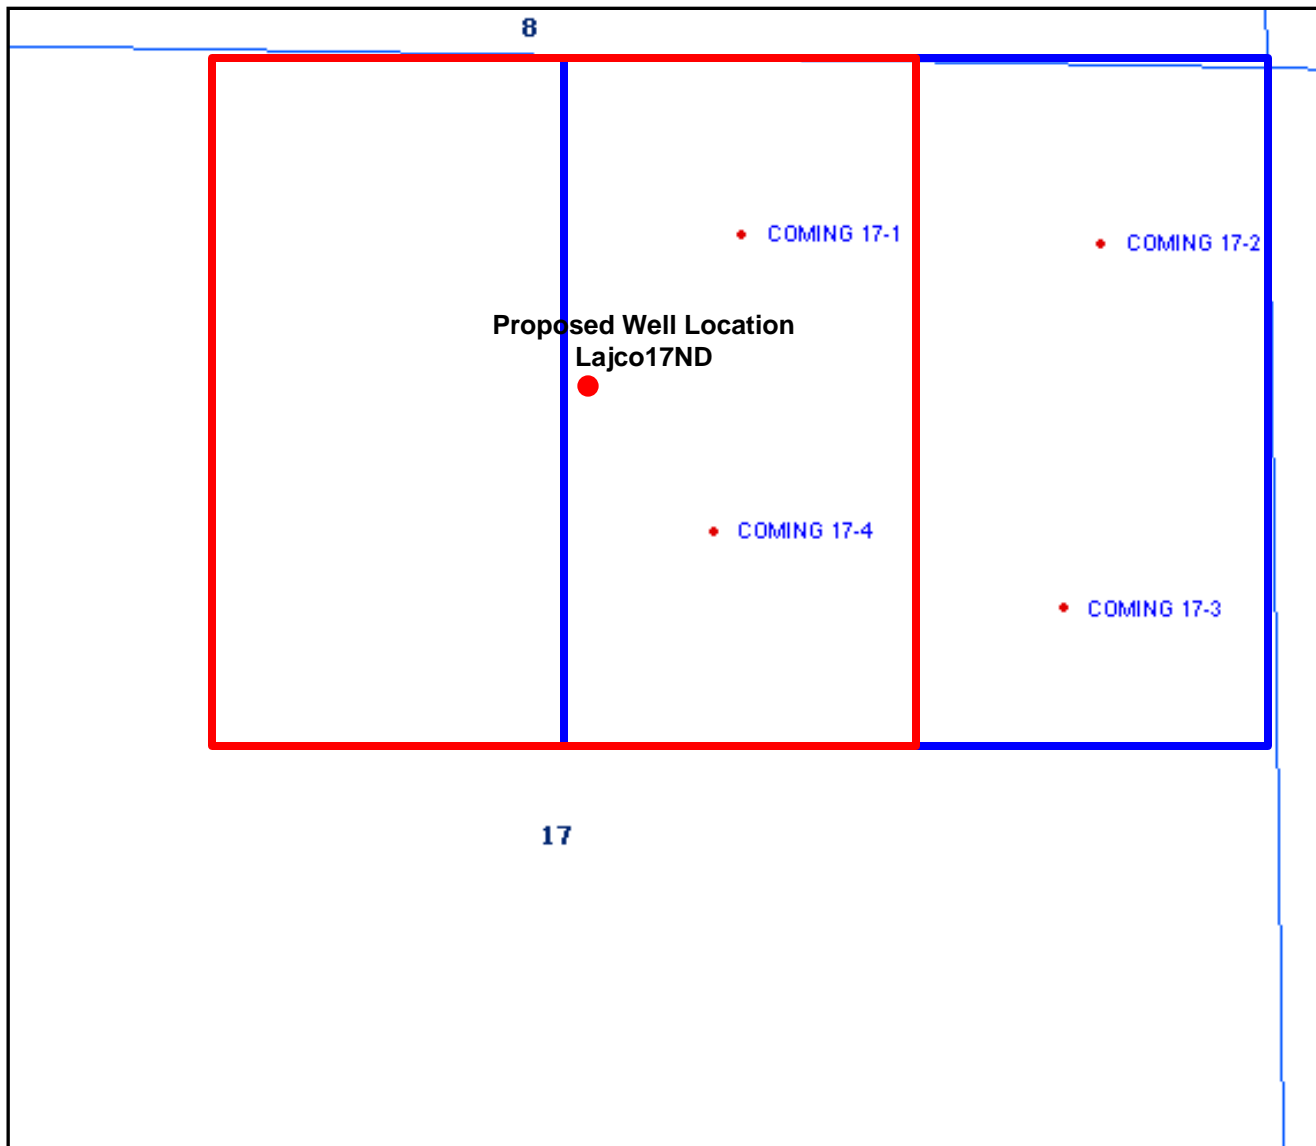 8
COMING 17-1
COMING 17-2
Proposed Well Location
Lajco17ND
COMING 17-4
COMING 17-3
17